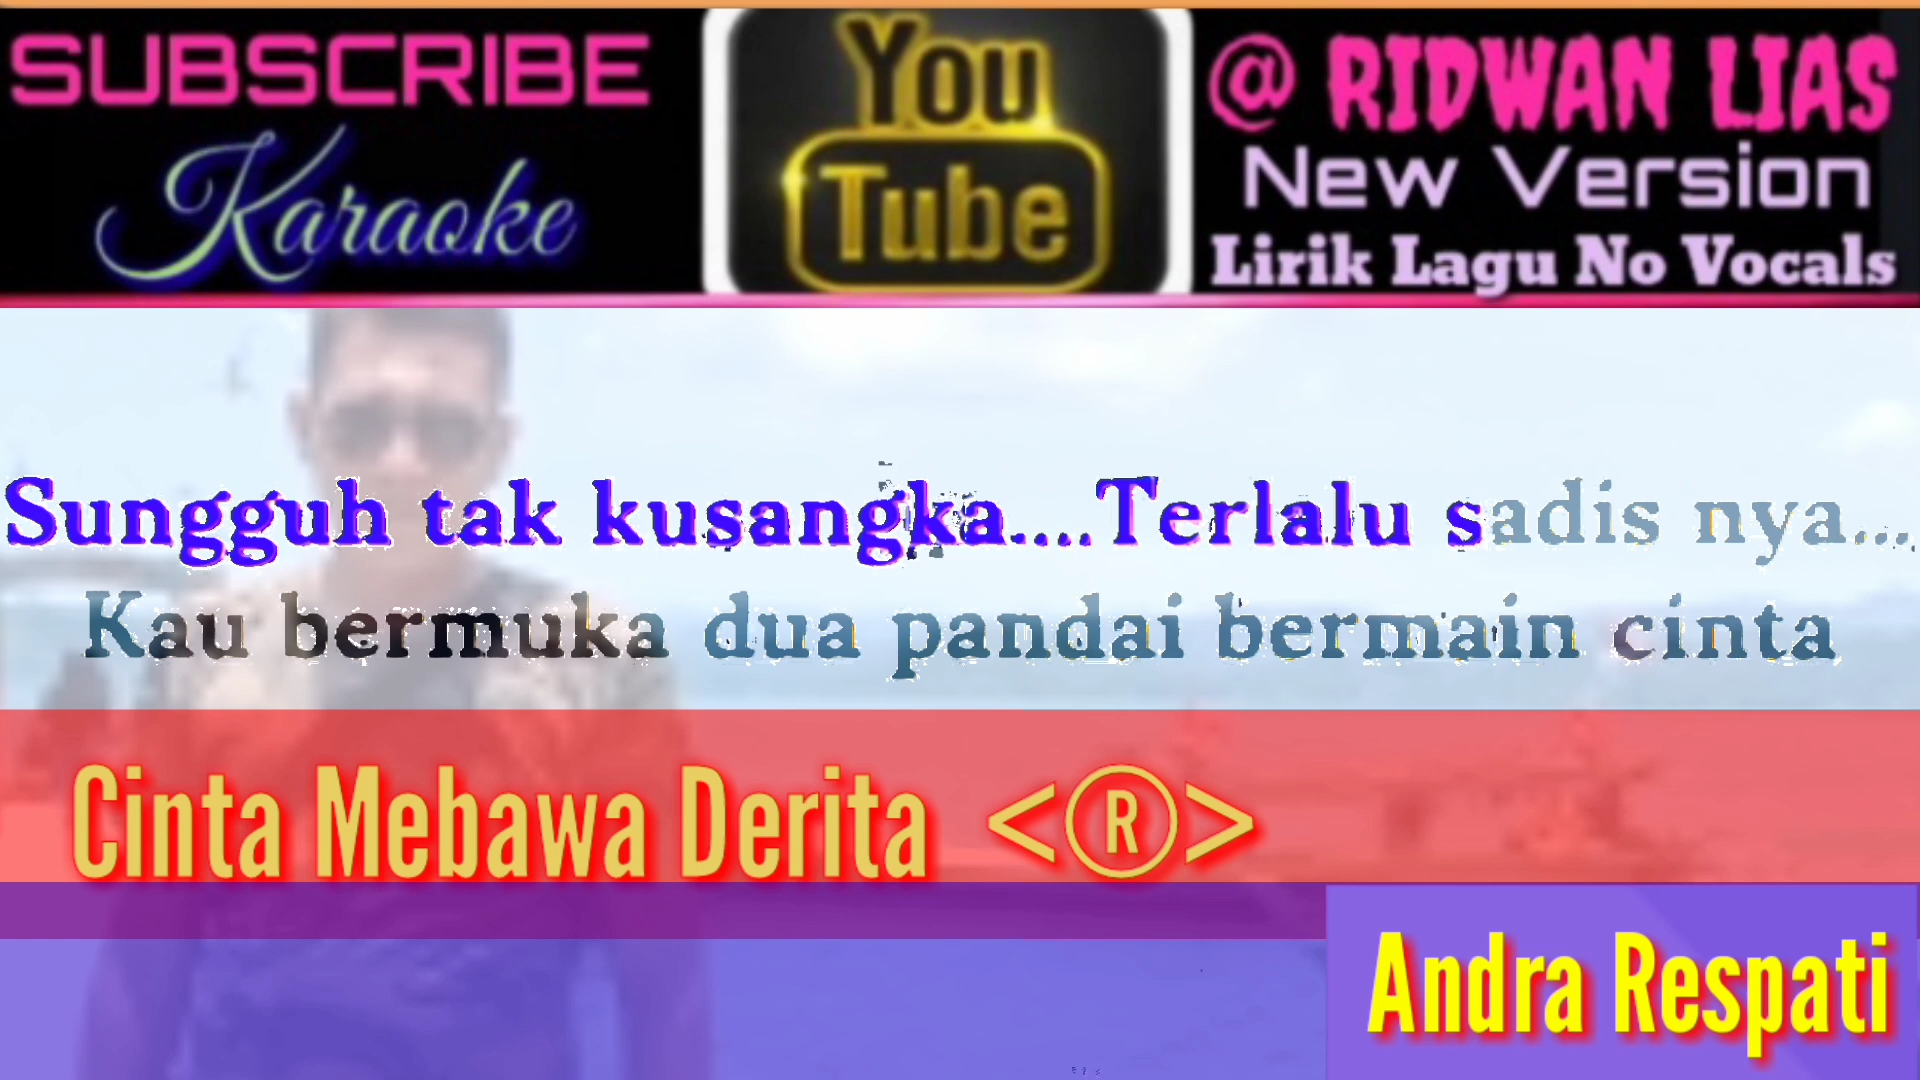 SUBSCRIBE
Karaoke
You
Tube
@ RIDWAN LIAS
New Version
Lirik Lagu No Vocals
Sungguh tak kusangka....Terlalu sadis nya...
Kau bermuka dua pandai bermain cinta
Cinta Mebawa Derita <®>
Andra Respati